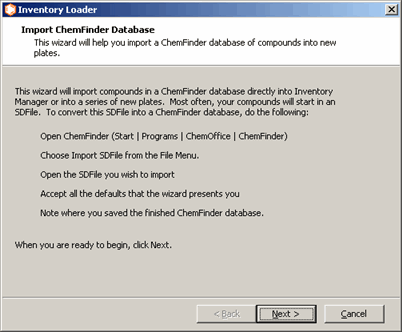 Inventory Loader
Import ChemFinder Database
This wizard will help you import a ChemFinder database of compounds into new
plates.
This wizard will import compounds in a ChemFinder database directly into Inventory
Manager or into a series of new plates.  Most often, your compounds will start in an
SDFile.  To convert this SDFile into a ChemFinder database, do the following:
Open ChemFinder (Start | Programs | ChemOffice | ChemFinder)
Choose Import SDFile from the File Menu.
Open the SDFile you wish to import
Accept all the defaults that the wizard presents you
Note where you saved the finished ChemFinder database.
When you are ready to begin, click Next.
< Back Next > Cancel